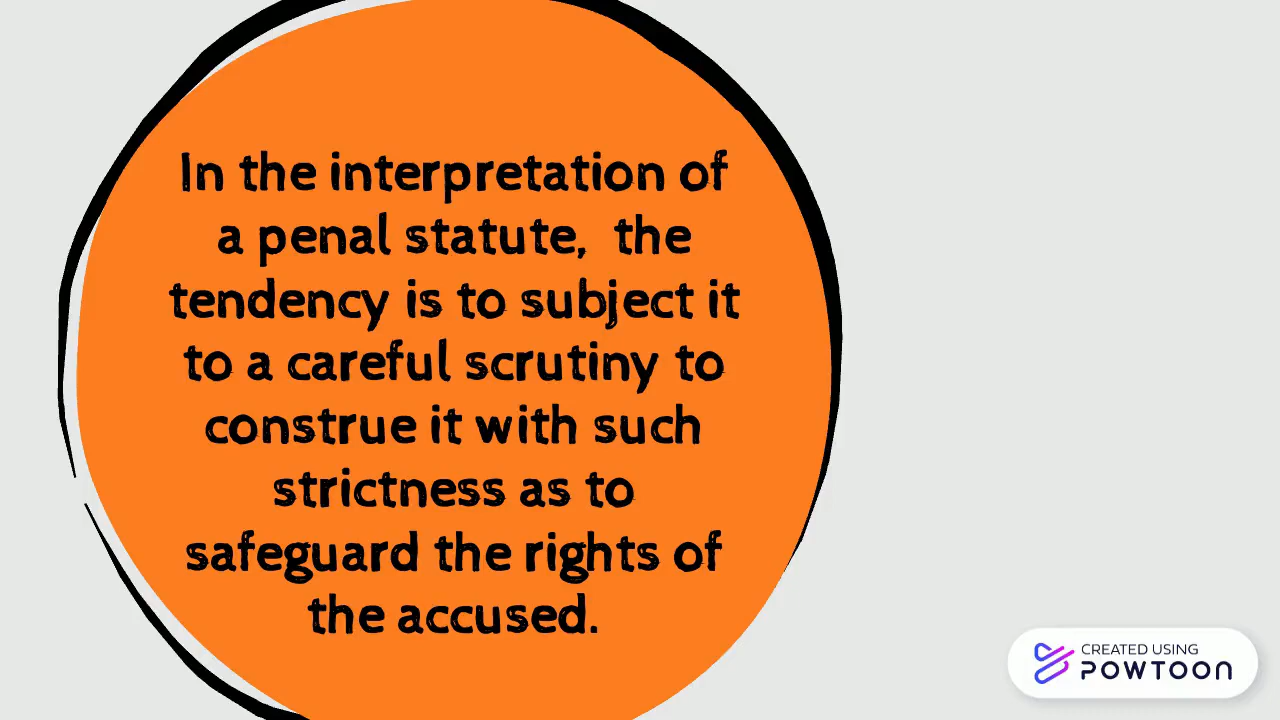 In the interpretation of
a penal statute, the
tendency is to subject it
to a careful scrutiny to
construe it with such
strictness as to
safeguard the rights of
the accused.
CREATED USING
POWTOON